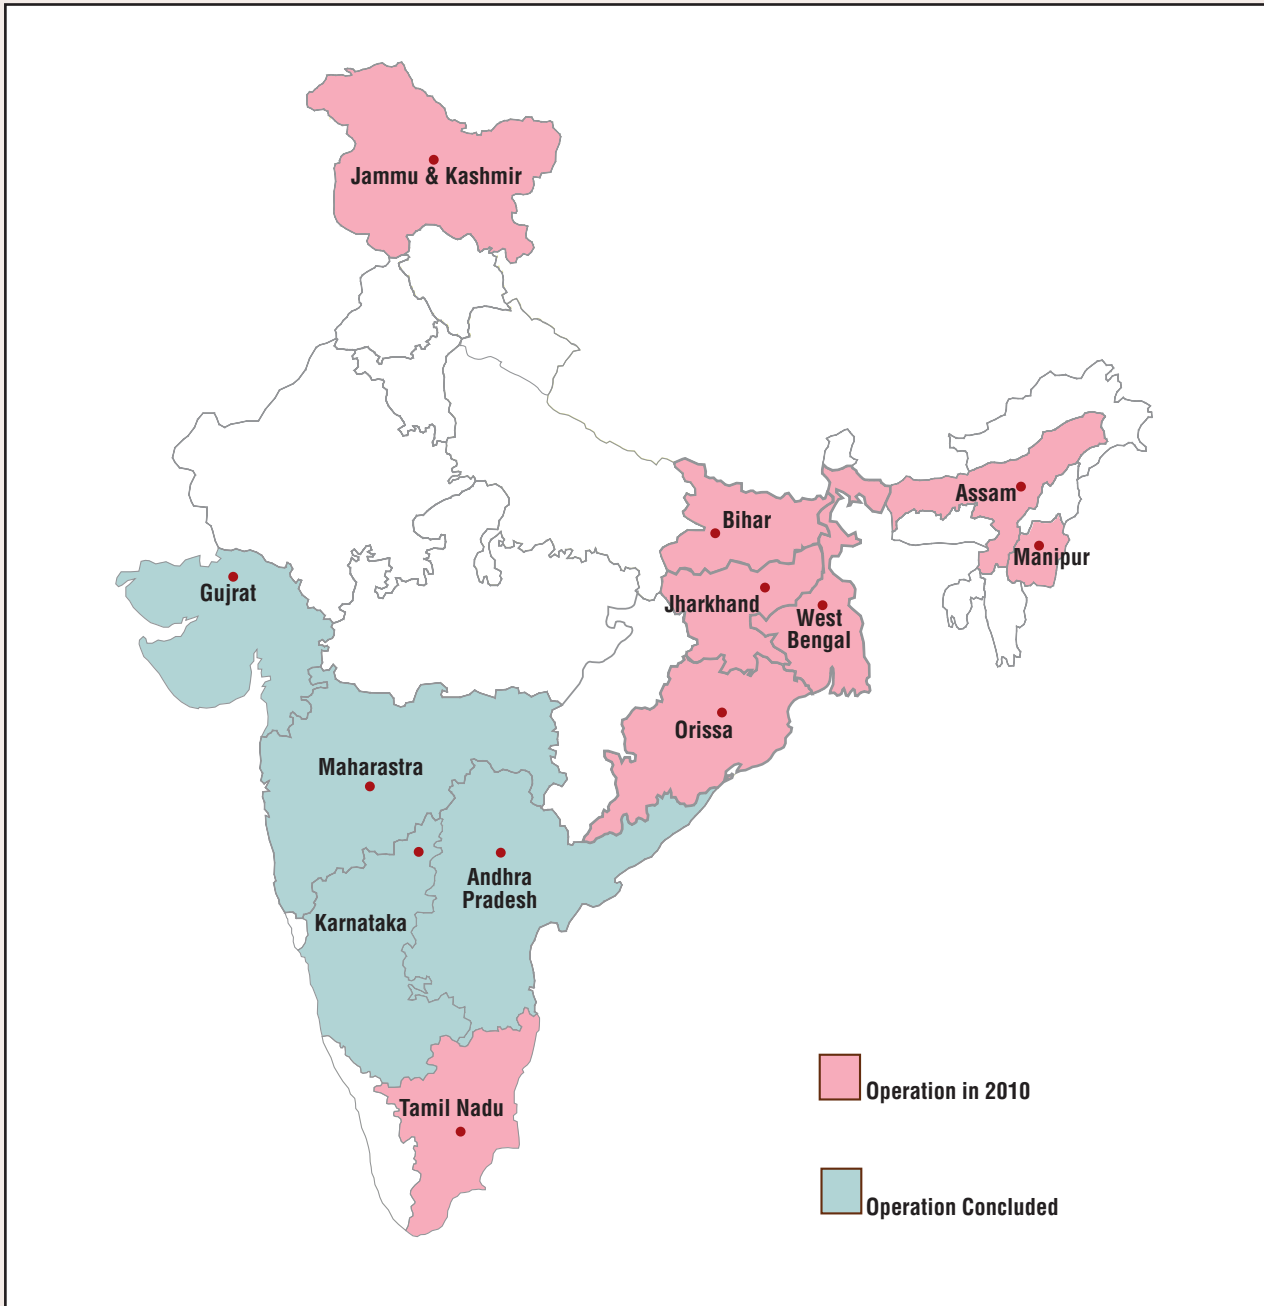 Jammu & Kashmir
Assam
Bihar
Manipur
Gujrat
Jharkhand
West
Bengal
Orissa
Maharastra
Andhra
Pradesh
Karnataka
Operation in 2010
Tamil Nadu
Operation Concluded